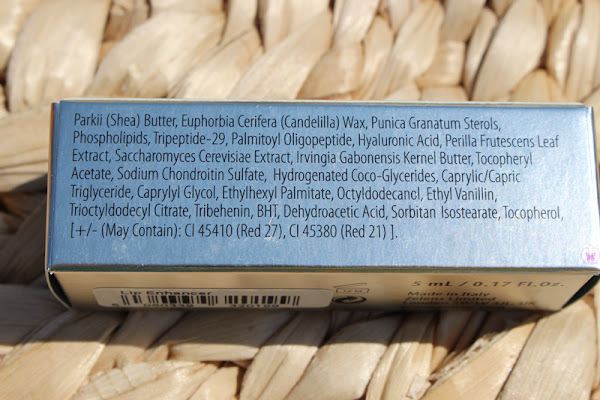 Parkii (Shea) Butter, Euphorbia Cerifera (Candelilla) Wax, Punica Granatum Sterols,
Phospholipids, Tripeptide-29, Palmitoyl Oligopeptide, Hyaluronic Acid, Perilla Frutescens Leaf
Extract, Saccharomyces Cerevisiae Extract, Irvingia Gabonensis Kernel Butter, Tocopheryl
Acetate, Sodium Chondroitin Sulfate, Hydrogenated Coco-Glycerides, Caprylic/Capric
Triglyceride, Caprylyl Glycol, Ethylhexyl Palmitate, Octyldodecanol, Ethyl Vanillin,
Trioctyldodecyl Citrate, Tribehenin, BHT, Dehydroacetic Acid, Sorbitan Isostearate, Tocopherol,
[+/- (May Contain): CI 45410 (Red 27), CI 45380 (Red 21) ].
Lip Enhancer
5 mL / 0.17 Fl.Oz.
Made in Italy
Zelens Limited